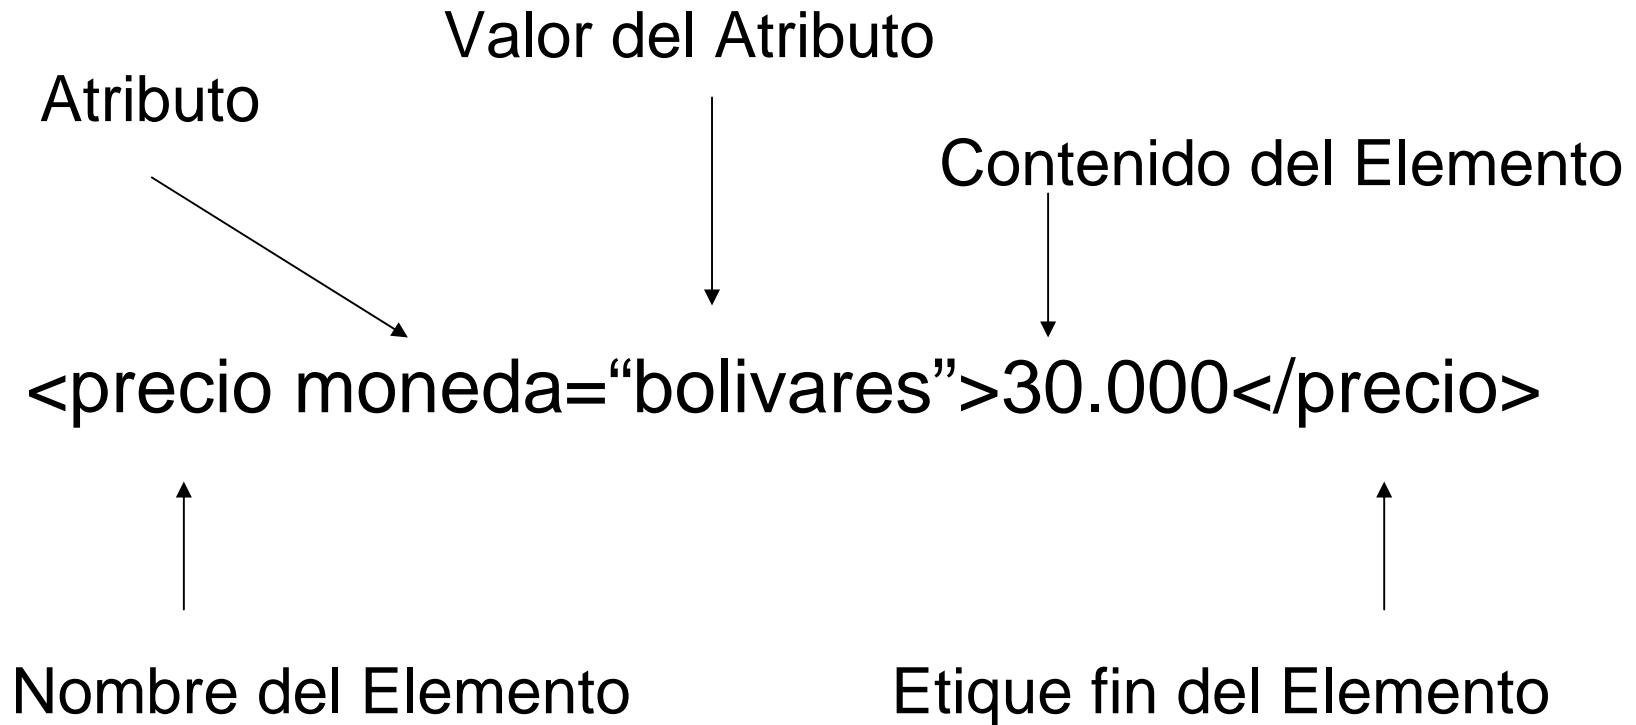 Valor del Atributo
Atributo
Contenido del Elemento
<precio moneda=“bolivares”>30.000</precio>
Nombre del Elemento
Etique fin del Elemento